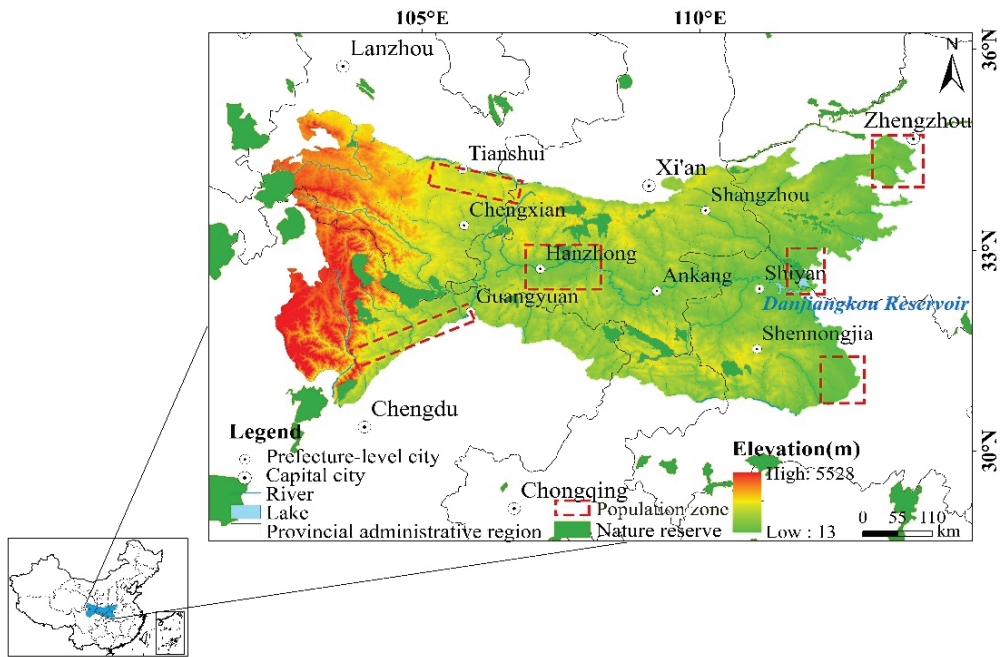 105°E 110°E
36°N
33°N
30°N
N
Lanzhou
Zhengzhou
Tianshui
Xi'an
Shangzhou
Chengxian
Hanzhong
Ankang
Shiyan
Guangyuan
Danjiangkou Reservoir
Shennongjia
Chengdu
Chongqing
Legend
Prefecture-level city
Capital city
River
Lake
Provincial administrative region
Population zone
Nature reserve
Elevation(m)
High: 5528
Low : 13
0 55 110
km